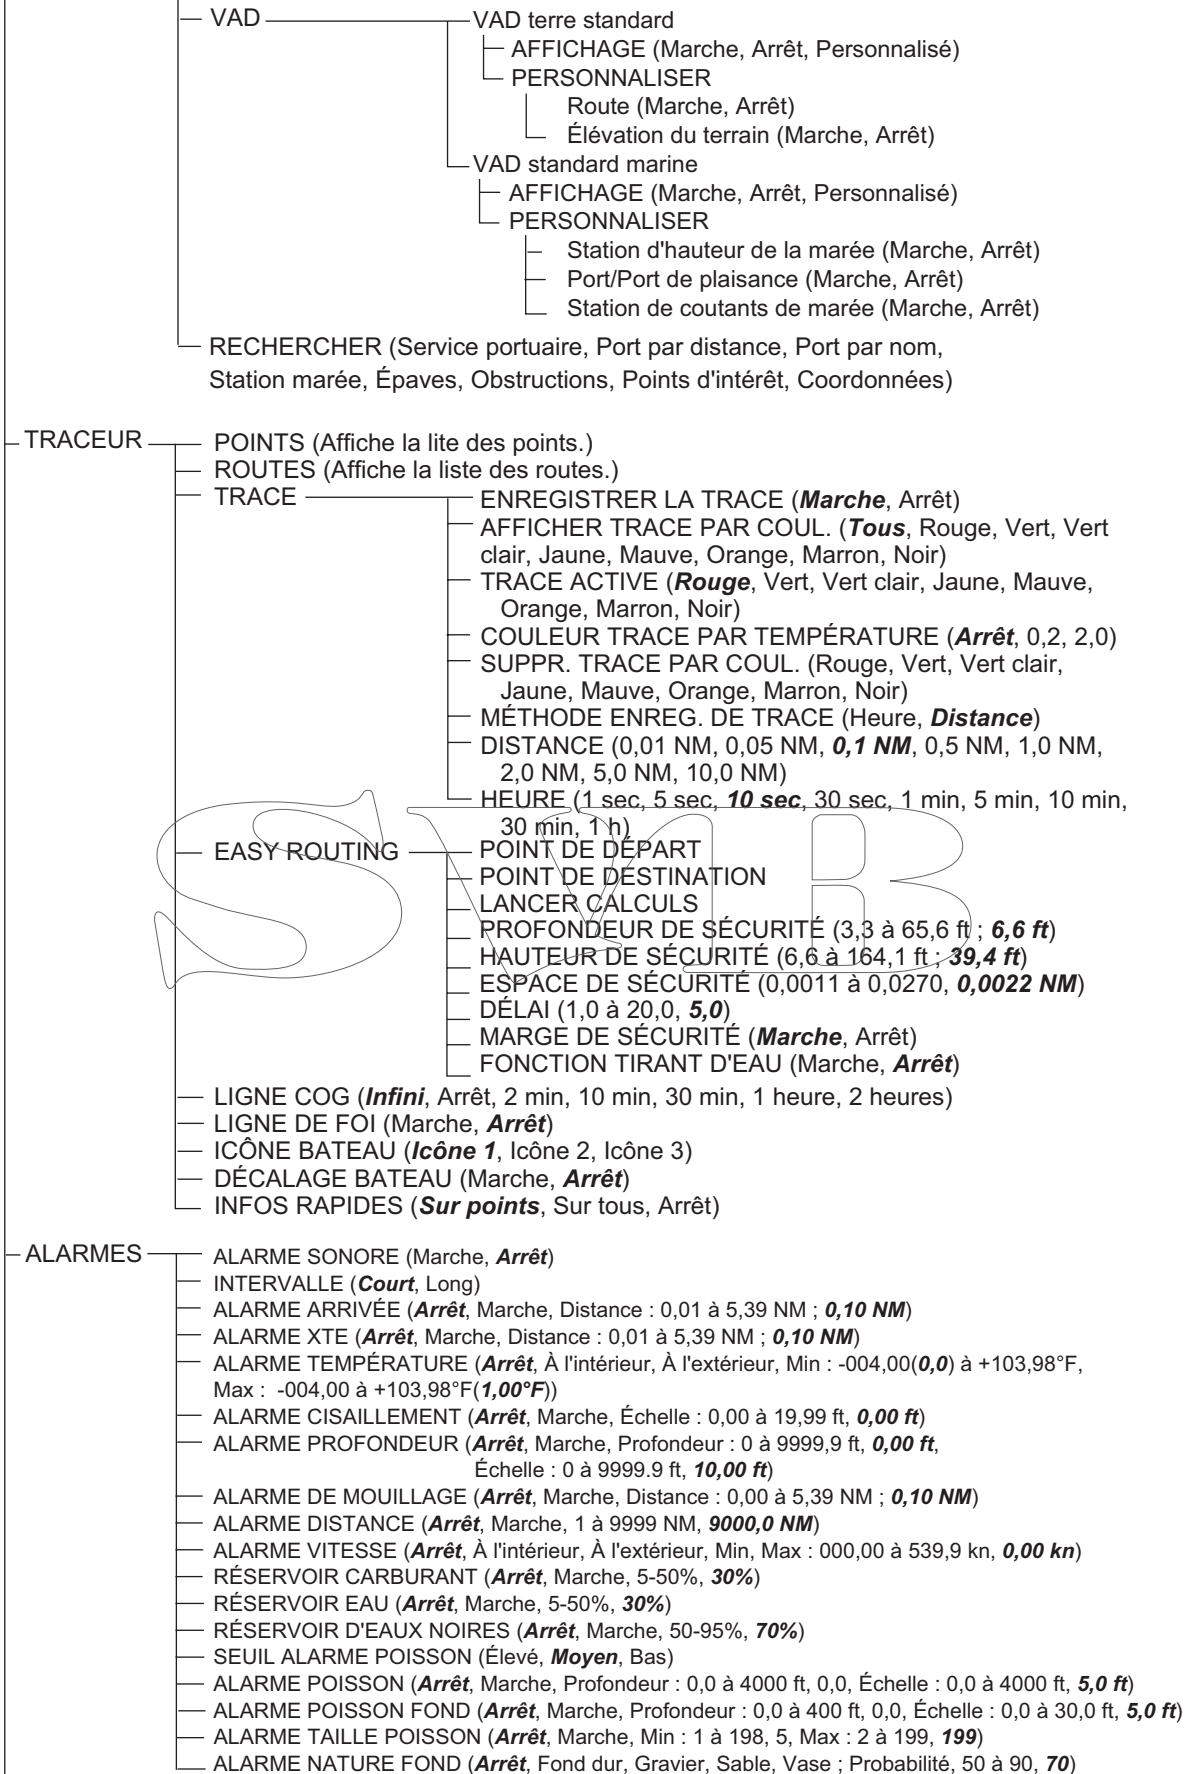 VAD
VAD terre standard
AFFICHAGE (Marche, Arrêt, Personnalisé)
PERSONNALISER
Route (Marche, Arrêt)
Élévation du terrain (Marche, Arrêt)
VAD standard marine
AFFICHAGE (Marche, Arrêt, Personnalisé)
PERSONNALISER
Station d'hauteur de la marée (Marche, Arrêt)
Port/Port de plaisance (Marche, Arrêt)
Station de coutants de marée (Marche, Arrêt)
RECHERCHER (Service portuaire, Port par distance, Port par nom,
Station marée, Épaves, Obstructions, Points d'intérêt, Coordonnées)
TRACEUR
POINTS (Affiche la lite des points.)
ROUTES (Affiche la liste des routes.)
TRACE
ENREGISTRER LA TRACE (Marche, Arrêt)
AFFICHER TRACE PAR COUL. (Tous, Rouge, Vert, Vert
clair, Jaune, Mauve, Orange, Marron, Noir)
TRACE ACTIVE (Rouge, Vert, Vert clair, Jaune, Mauve,
Orange, Marron, Noir)
COULEUR TRACE PAR TEMPÉRATURE (Arrêt, 0,2, 2,0)
SUPPR. TRACE PAR COUL. (Rouge, Vert, Vert clair,
Jaune, Mauve, Orange, Marron, Noir)
MÉTHODE ENREG. DE TRACE (Heure, Distance)
DISTANCE (0,01 NM, 0,05 NM, 0,1 NM, 0,5 NM, 1,0 NM,
2,0 NM, 5,0 NM, 10,0 NM)
HEURE (1 sec, 5 sec, 10 sec, 30 sec, 1 min, 5 min, 10 min,
30 min, 1 h)
EASY ROUTING
POINT DE DÉPART
POINT DE DESTINATION
LANCER CALCULS
PROFONDEUR DE SÉCURITÉ (3,3 à 65,6 ft ; 6,6 ft)
HAUTEUR DE SÉCURITÉ (6,6 à 164,1 ft ; 39,4 ft)
ESPACE DE SÉCURITÉ (0,0011 à 0,0270, 0,0022 NM)
DÉLAI (1,0 à 20,0, 5,0)
MARGE DE SÉCURITÉ (Marche, Arrêt)
FONCTION TIRANT D'EAU (Marche, Arrêt)
SMB
LIGNE COG (Infini, Arrêt, 2 min, 10 min, 30 min, 1 heure, 2 heures)
LIGNE DE FOI (Marche, Arrêt)
ICÔNE BATEAU (Icône 1, Icône 2, Icône 3)
DÉCALAGE BATEAU (Marche, Arrêt)
INFOS RAPIDES (Sur points, Sur tous, Arrêt)
ALARMES
ALARME SONORE (Marche, Arrêt)
INTERVALLE (Court, Long)
ALARME ARRIVÉE (Arrêt, Marche, Distance : 0,01 à 5,39 NM ; 0,10 NM)
ALARME XTE (Arrêt, Marche, Distance : 0,01 à 5,39 NM ; 0,10 NM)
ALARME TEMPÉRATURE (Arrêt, À l'intérieur, À l'extérieur, Min : -004,00(0,0) à +103,98°F,
Max :  -004,00 à +103,98°F(1,00°F))
ALARME CISAILLEMENT (Arrêt, Marche, Échelle : 0,00 à 19,99 ft, 0,00 ft)
ALARME PROFONDEUR (Arrêt, Marche, Profondeur : 0 à 9999,9 ft, 0,00 ft,
Échelle : 0 à 9999.9 ft, 10,00 ft)
ALARME DE MOUILLAGE (Arrêt, Marche, Distance : 0,00 à 5,39 NM ; 0,10 NM)
ALARME DISTANCE (Arrêt, Marche, 1 à 9999 NM, 9000,0 NM)
ALARME VITESSE (Arrêt, À l'intérieur, À l'extérieur, Min, Max : 000,00 à 539,9 kn, 0,00 kn)
RÉSERVOIR CARBURANT (Arrêt, Marche, 5-50%, 30%)
RÉSERVOIR EAU (Arrêt, Marche, 5-50%, 30%)
RÉSERVOIR D'EAUX NOIRES (Arrêt, Marche, 50-95%, 70%)
SEUIL ALARME POISSON (Élevé, Moyen, Bas)
ALARME POISSON (Arrêt, Marche, Profondeur : 0,0 à 4000 ft, 0,0, Échelle : 0,0 à 4000 ft, 5,0 ft)
ALARME POISSON FOND (Arrêt, Marche, Profondeur : 0,0 à 400 ft, 0,0, Échelle : 0,0 à 30,0 ft, 5,0 ft)
ALARME TAILLE POISSON (Arrêt, Marche, Min : 1 à 198, 5, Max : 2 à 199, 199)
ALARME NATURE FOND (Arrêt, Fond dur, Gravier, Sable, Vase ; Probabilité, 50 à 90, 70)